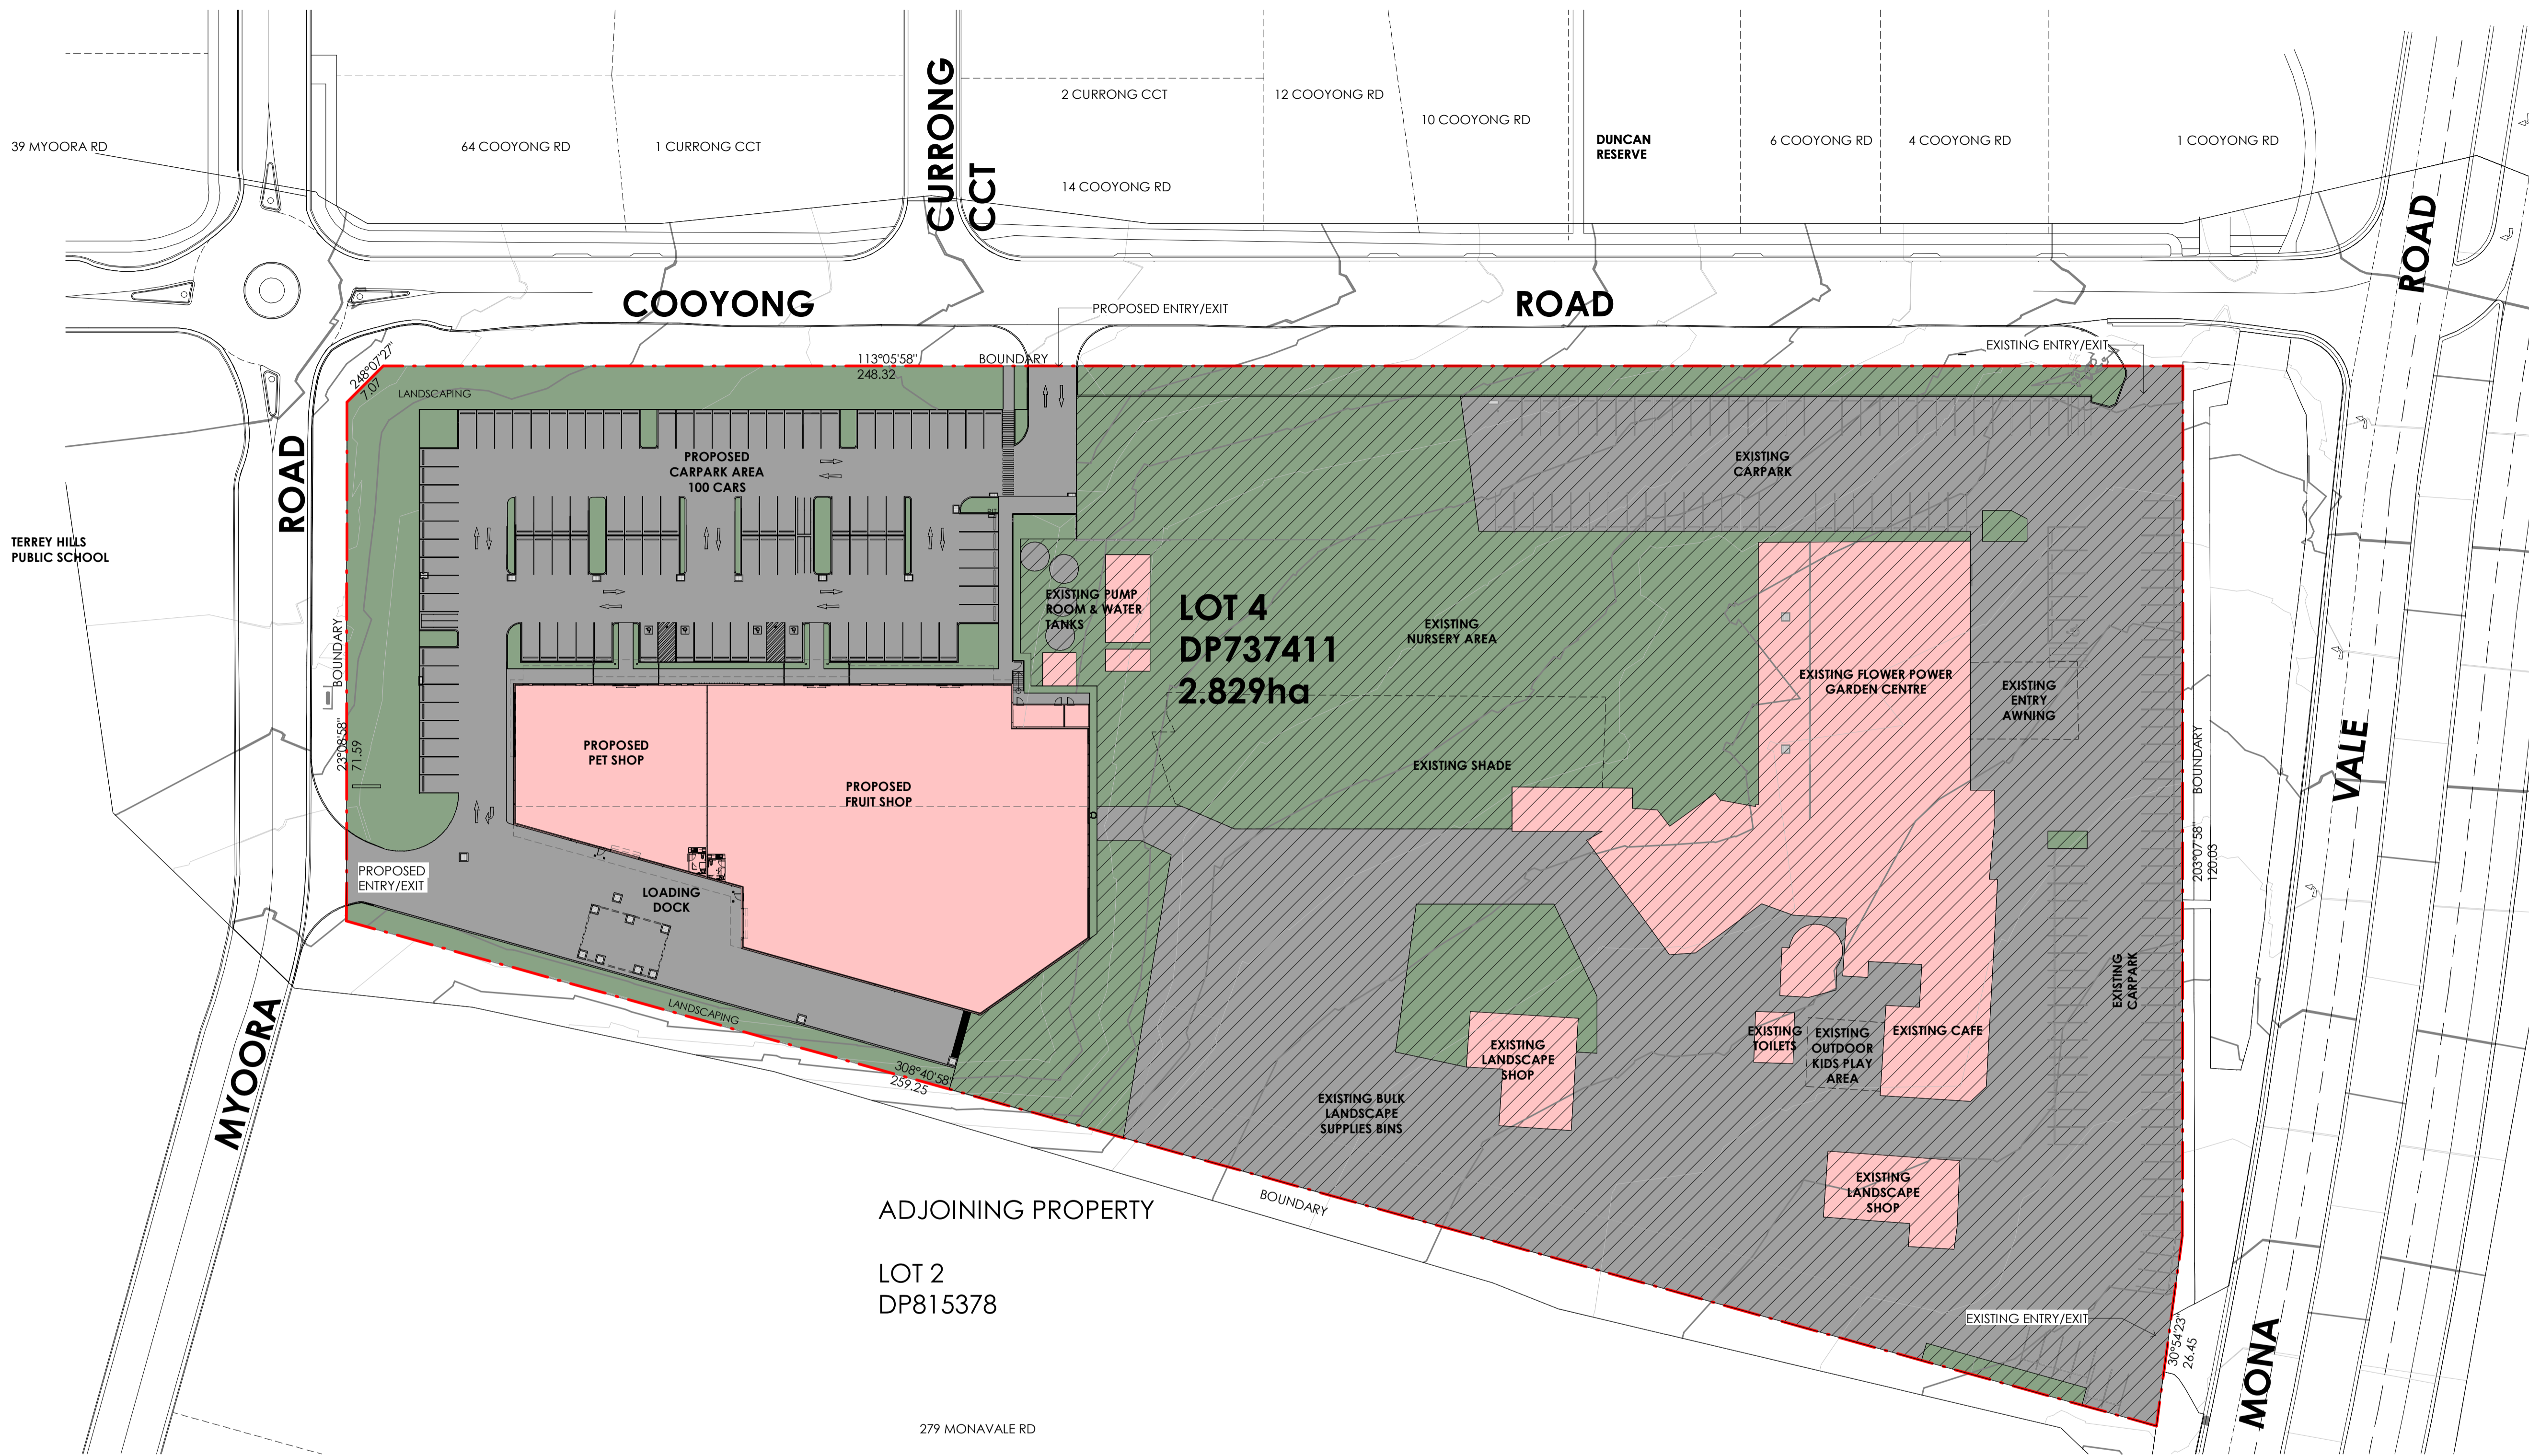 CURRONG
CCT
2 CURRONG CCT
12 COOYONG RD
10 COOYONG RD
DUNCAN
RESERVE
6 COOYONG RD
4 COOYONG RD
1 COOYONG RD
39 MYOORA RD
64 COOYONG RD
1 CURRONG CCT
14 COOYONG RD
ROAD
COOYONG
ROAD
PROPOSED ENTRY/EXIT
EXISTING ENTRY/EXIT
248°07'27"
7.07
113°05'58"
248.32
BOUNDARY
LANDSCAPING
ROAD
PROPOSED
CARPARK AREA
100 CARS
EXISTING
CARPARK
TERREY HILLS
PUBLIC SCHOOL
EXISTING PUMP
ROOM & WATER
TANKS
LOT 4
DP737411
2.829ha
EXISTING
NURSERY AREA
EXISTING FLOWER POWER
GARDEN CENTRE
EXISTING
ENTRY
AWNING
BOUNDARY
23°08'58"
71.59
PROPOSED
PET SHOP
PROPOSED
FRUIT SHOP
EXISTING SHADE
BOUNDARY
203°07'58"
120.03
VALE
PROPOSED
ENTRY/EXIT
LOADING
DOCK
LANDSCAPING
EXISTING
CARPARK
EXISTING
LANDSCAPE
SHOP
EXISTING
TOILETS
EXISTING
OUTDOOR
KIDS PLAY
AREA
EXISTING CAFE
MYOORA
308°40'58"
259.25
EXISTING BULK
LANDSCAPE
SUPPLIES BINS
BOUNDARY
EXISTING
LANDSCAPE
SHOP
ADJOINING PROPERTY
LOT 2
DP815378
EXISTING ENTRY/EXIT
30°54'23"
26.45
MONA
279 MONAVALE RD